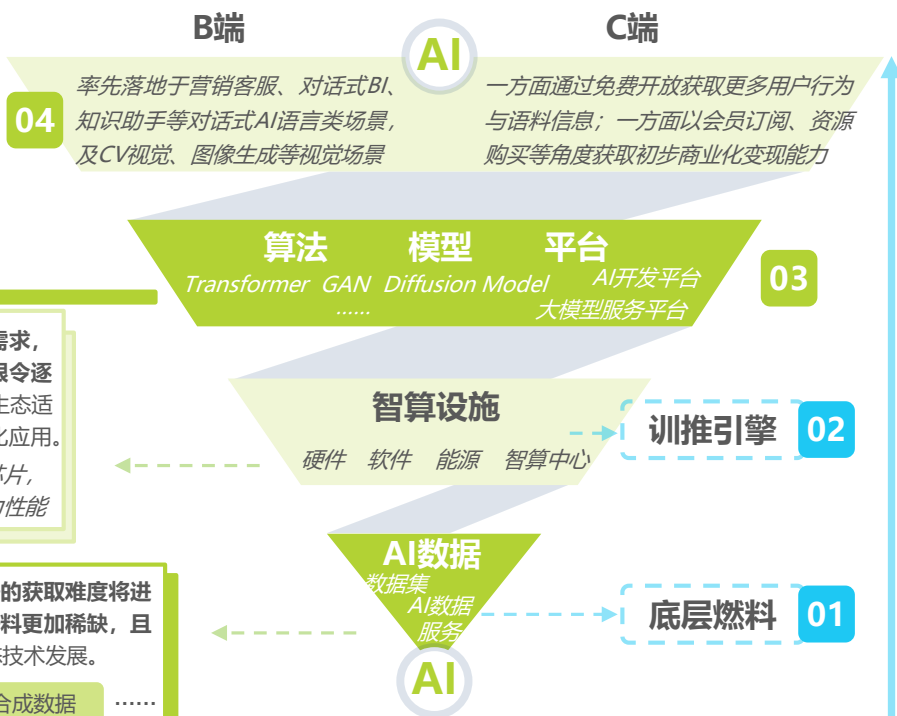 B端
C端
AI
04
率先落地于营销客服、对话式BI、
知识助手等对话式AI语言类场景，
及CV视觉、图像生成等视觉场景
一方面通过免费开放获取更多用户行为
与语料信息；一方面以会员订阅、资源
购买等角度获取初步商业化变现能力
算法 模型 平台
Transformer GAN Diffusion Model
……
AI开发平台
大模型服务平台
03
需求，
限令逐
生态适
化应用。
芯片，
性能
智算设施
硬件 软件 能源 智算中心
训推引擎
02
的获取难度将进
料更加稀缺，且
技术发展。
合成数据
……
AI数据
数据集
AI数据
服务
底层燃料
01
AI